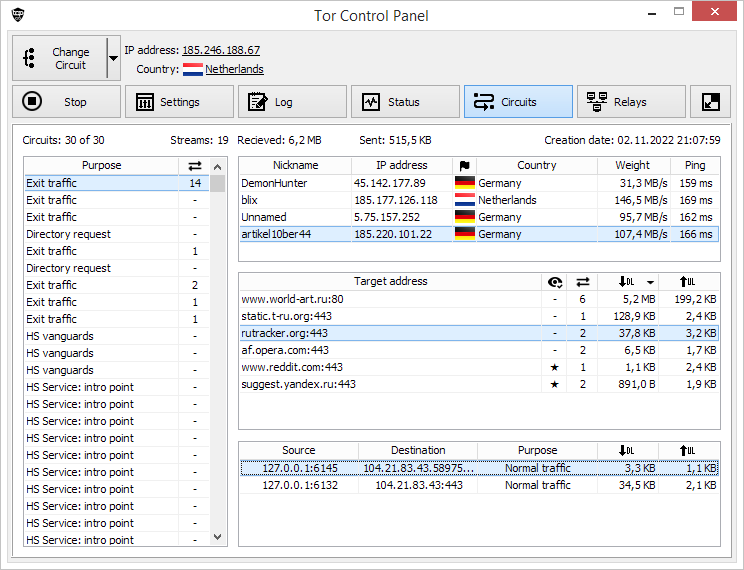 Tor Control Panel
Change Circuit
IP address: 185.246.188.67
Country: Netherlands
Stop Settings Log Status Circuits Relays
Circuits: 30 of 30 Streams: 19 Recieved: 6,2 MB Sent: 515,5 KB Creation date: 02.11.2022 21:07:59
Purpose
Exit traffic 14
Exit traffic -
Exit traffic -
Directory request -
Exit traffic 1
Directory request -
Exit traffic 2
Exit traffic 1
Exit traffic 1
HS vanguards -
HS vanguards -
HS vanguards -
HS Service: intro point -
HS Service: intro point -
HS Service: intro point -
HS Service: intro point -
HS Service: intro point -
HS Service: intro point -
HS Service: intro point -
HS Service: intro point -
HS Service: intro point -
HS Service: intro point -
Nickname IP address Country Weight Ping
DemonHunter 45.142.177.89 Germany 31,3 MB/s 159 ms
blix 185.177.126.118 Netherlands 146,5 MB/s 169 ms
Unnamed 5.75.157.252 Germany 95,7 MB/s 162 ms
artikel10ber44 185.220.101.22 Germany 107,4 MB/s 166 ms
Target address DL UL
www.world-art.ru:80 - 6 5,2 MB 199,2 KB
static.t-ru.org:443 - 1 128,9 KB 2,4 KB
rutracker.org:443 - 2 37,8 KB 3,2 KB
af.opera.com:443 - 2 6,5 KB 1,7 KB
www.reddit.com:443 ★ 1 1,1 KB 2,4 KB
suggest.yandex.ru:443 ★ 2 891,0 B 1,9 KB
Source Destination Purpose DL UL
127.0.0.1:6145 104.21.83.43.58975... Normal traffic 3,3 KB 1,1 KB
127.0.0.1:6132 104.21.83.43:443 Normal traffic 34,5 KB 2,1 KB